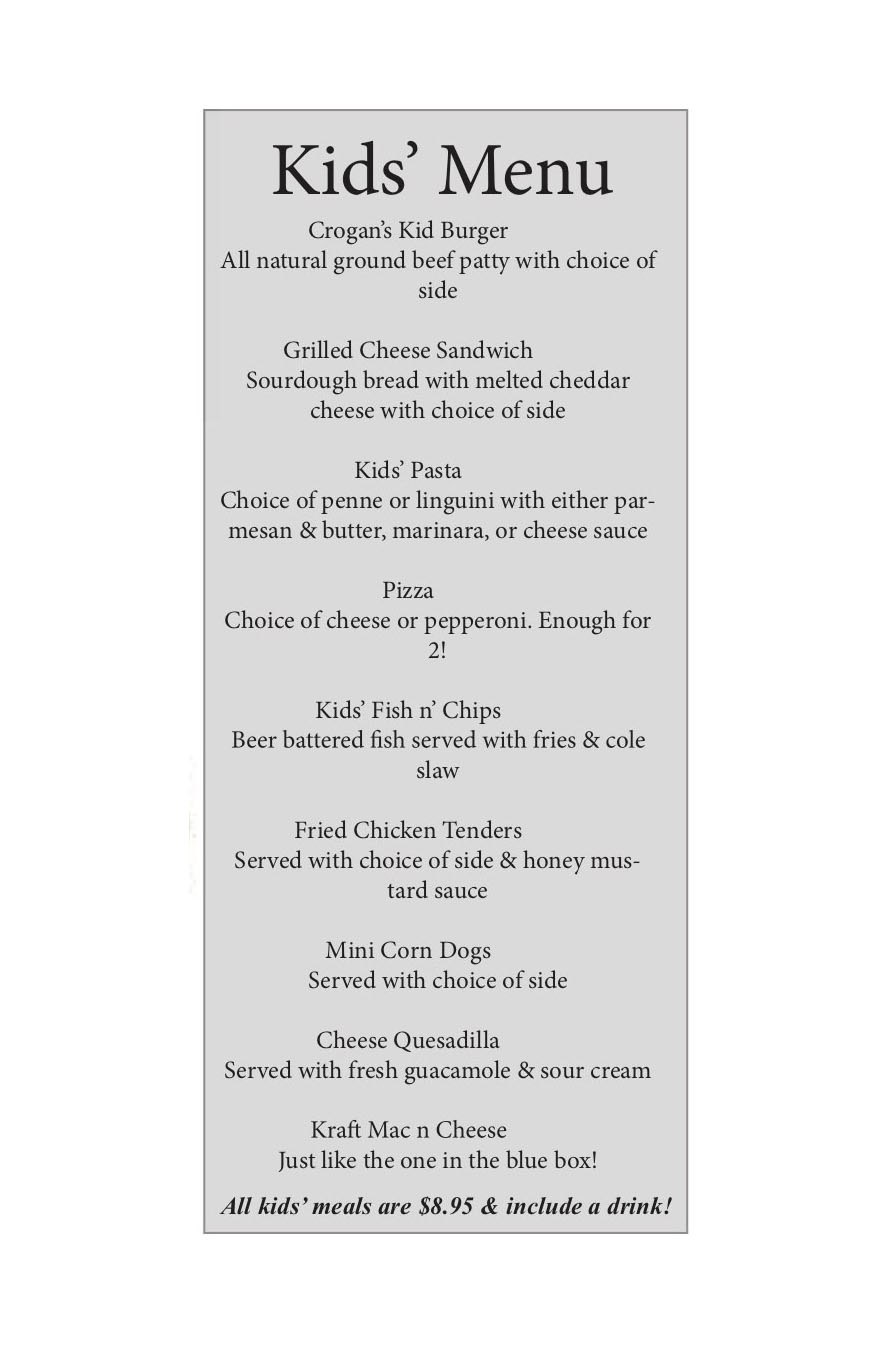 Kids’ Menu
Crogan’s Kid Burger
All natural ground beef patty with choice of
side
Grilled Cheese Sandwich
Sourdough bread with melted cheddar
cheese with choice of side
Kids’ Pasta
Choice of penne or linguini with either par-
mesan & butter, marinara, or cheese sauce
Pizza
Choice of cheese or pepperoni. Enough for
2!
Kids’ Fish n’ Chips
Beer battered fish served with fries & cole
slaw
Fried Chicken Tenders
Served with choice of side & honey mus-
tard sauce
Mini Corn Dogs
Served with choice of side
Cheese Quesadilla
Served with fresh guacamole & sour cream
Kraft Mac n Cheese
Just like the one in the blue box!
All kids’ meals are $8.95 & include a drink!